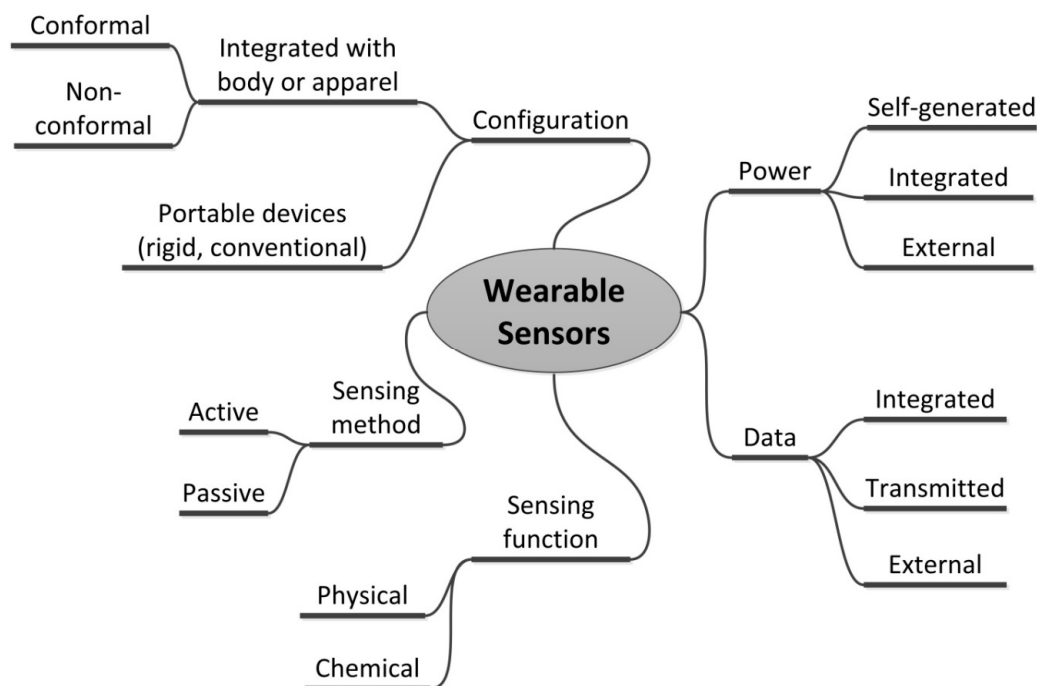 Conformal
Non-
conformal
Integrated with
body or apparel
Configuration
Portable devices
(rigid, conventional)
Wearable
Sensors
Power
Self-generated
Integrated
External
Data
Integrated
Transmitted
External
Sensing
method
Active
Passive
Sensing
function
Physical
Chemical